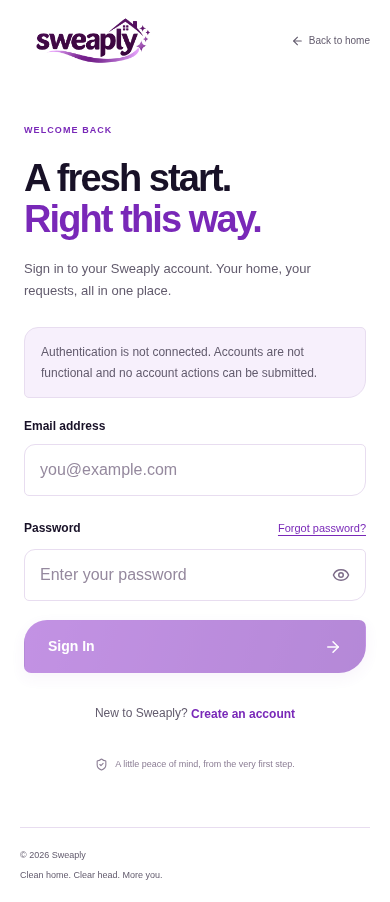 sweaply
Back to home
WELCOME BACK
A fresh start.
Right this way.
Sign in to your Sweaply account. Your home, your
requests, all in one place.
Authentication is not connected. Accounts are not
functional and no account actions can be submitted.
Email address
you@example.com
Password
Forgot password?
Enter your password
Sign In
New to Sweaply? Create an account
A little peace of mind, from the very first step.
© 2026 Sweaply
Clean home. Clear head. More you.